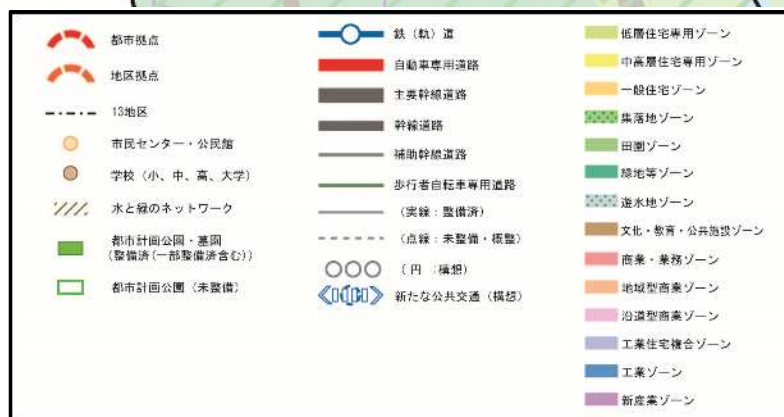 都市拠点
地区拠点
13地区
市民センター・公民館
学校（小、中、高、大学）
水と緑のネットワーク
都市計画公園・墓園
（整備済（一部整備済含む））
都市計画公園（未整備）
鉄（軌）道
自動車専用道路
主要幹線道路
幹線道路
補助幹線道路
歩行者自転車専用道路
（実線：整備済）
（点線：未整備・概整）
（円　：構想）
新たな公共交通（構想）
低層住宅専用ゾーン
中高層住宅専用ゾーン
一般住宅ゾーン
集落地ゾーン
田園ゾーン
緑地等ゾーン
遊水地ゾーン
文化・教育・公共施設ゾーン
商業・業務ゾーン
地域型商業ゾーン
沿道型商業ゾーン
工業住宅複合ゾーン
工業ゾーン
新産業ゾーン